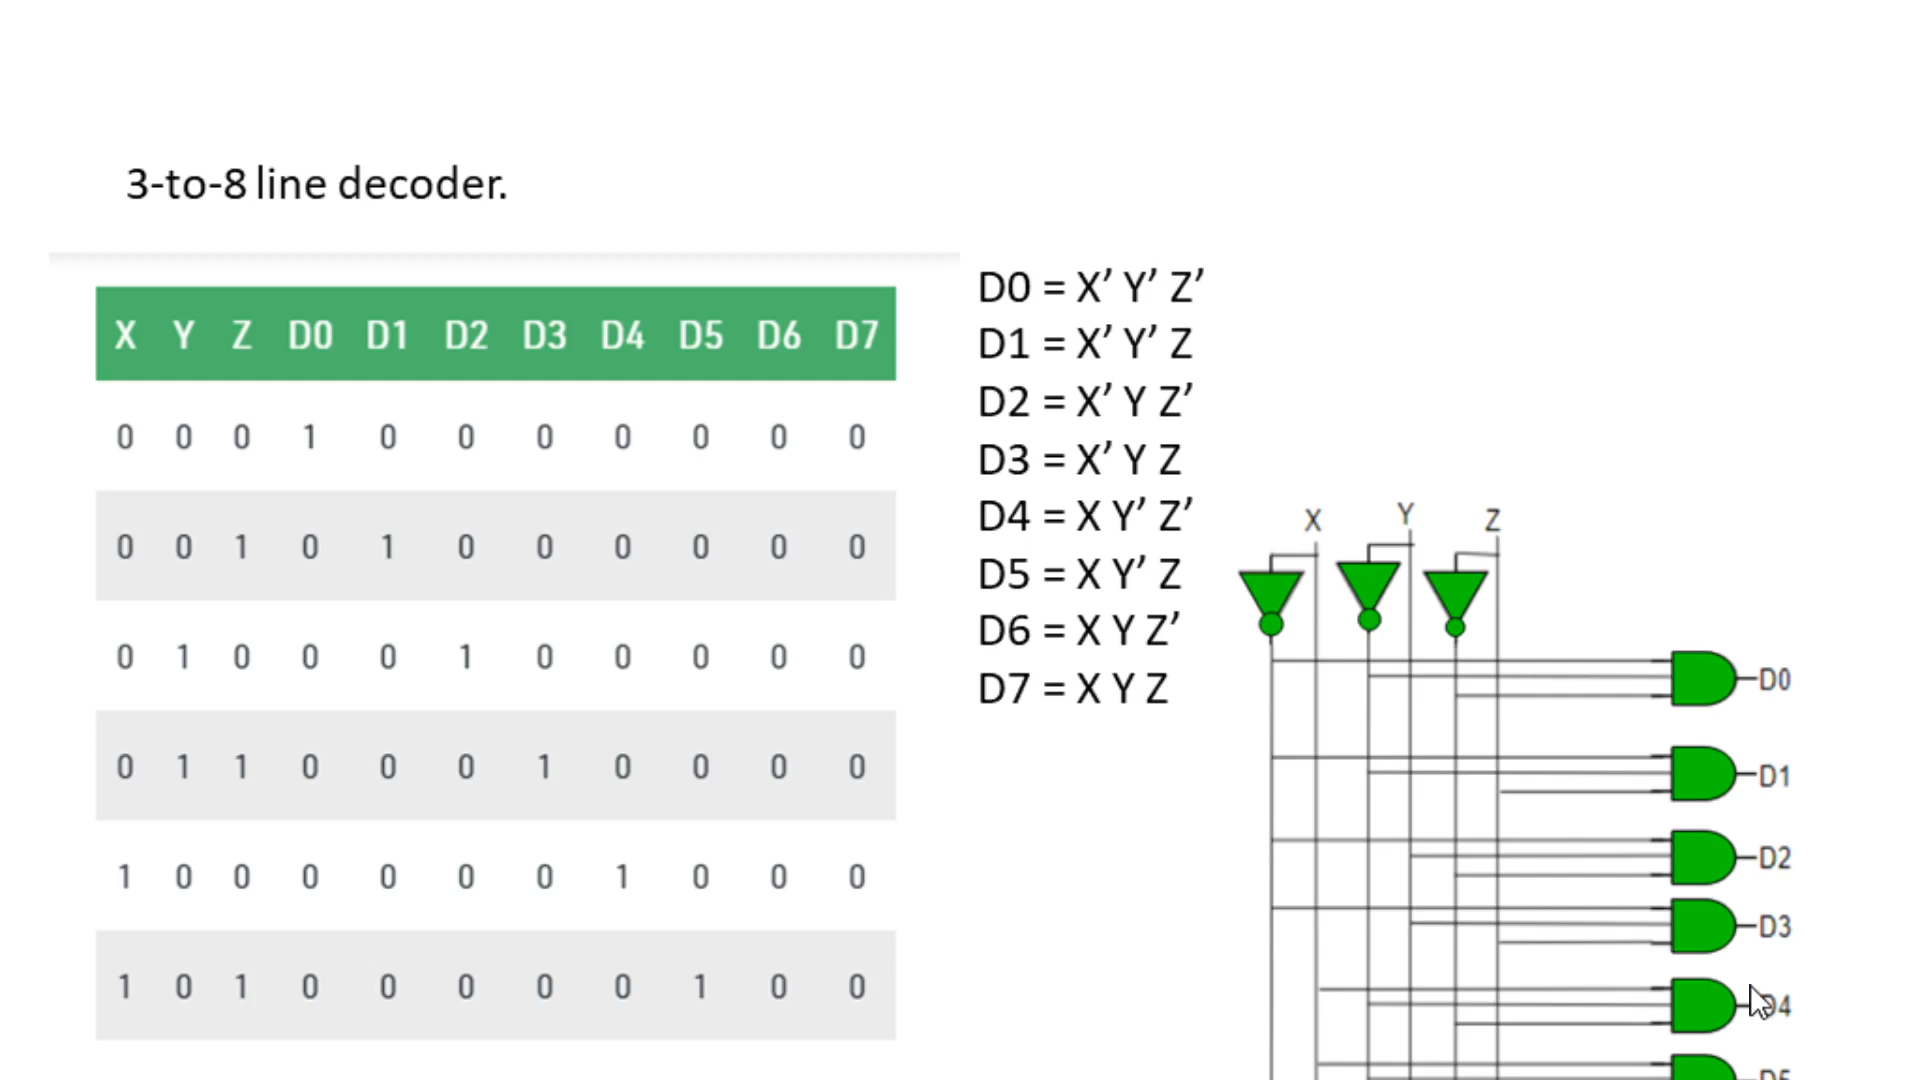 3-to-8 line decoder.
X Y Z D0 D1 D2 D3 D4 D5 D6 D7
0 0 0 1 0 0 0 0 0 0 0
0 0 1 0 1 0 0 0 0 0 0
0 1 0 0 0 1 0 0 0 0 0
0 1 1 0 0 0 1 0 0 0 0
1 0 0 0 0 0 0 1 0 0 0
1 0 1 0 0 0 0 0 1 0 0
D0 = X’ Y’ Z’
D1 = X’ Y’ Z
D2 = X’ Y Z’
D3 = X’ Y Z
D4 = X Y’ Z’
D5 = X Y’ Z
D6 = X Y Z’
D7 = X Y Z
X Y Z
D0
D1
D2
D3
D4
D5